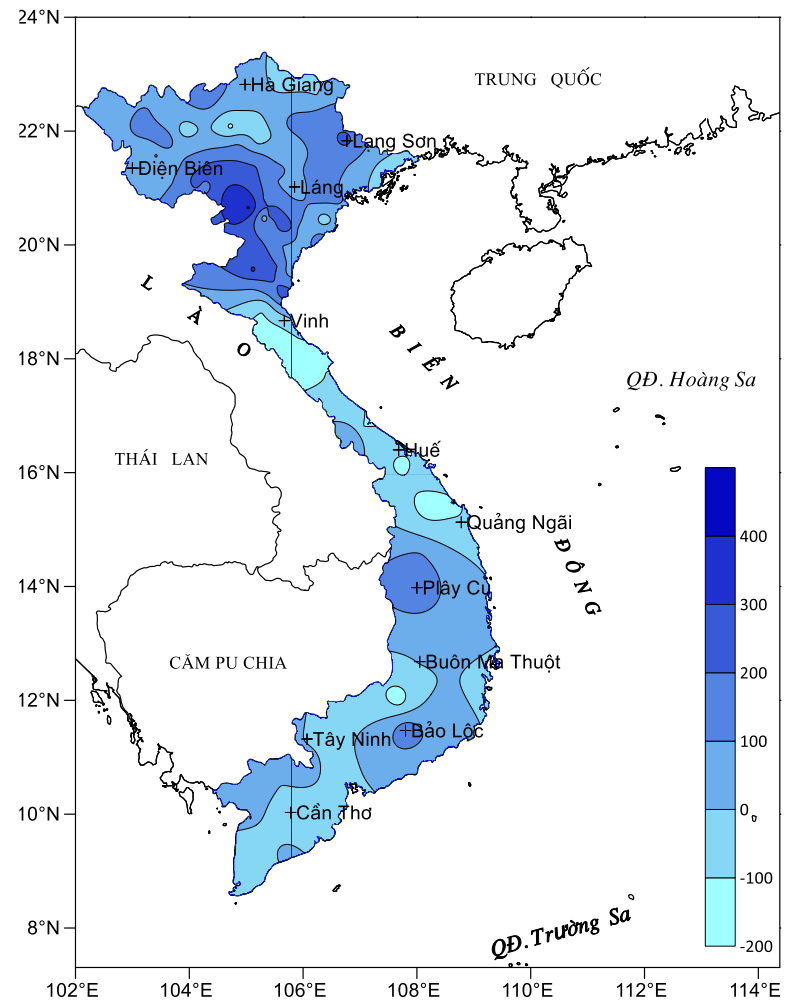 24°N
TRUNG QUỐC
Hà Giang
22°N
Lang Sơn
Điện Biên
Láng
20°N
L À O
Vinh
BIỂN
18°N
QĐ. Hoàng Sa
Huế
THÁI LAN
16°N
Quảng Ngãi
400
ĐÔNG
14°N
Plây Cu
300
CĂM PU CHIA
Buôn Ma Thuột
200
12°N
Bảo Lộc
Tây Ninh
100
10°N
Cần Thơ
0
-100
8°N
QĐ. Trường Sa
-200
102°E 104°E 106°E 108°E 110°E 112°E 114°E